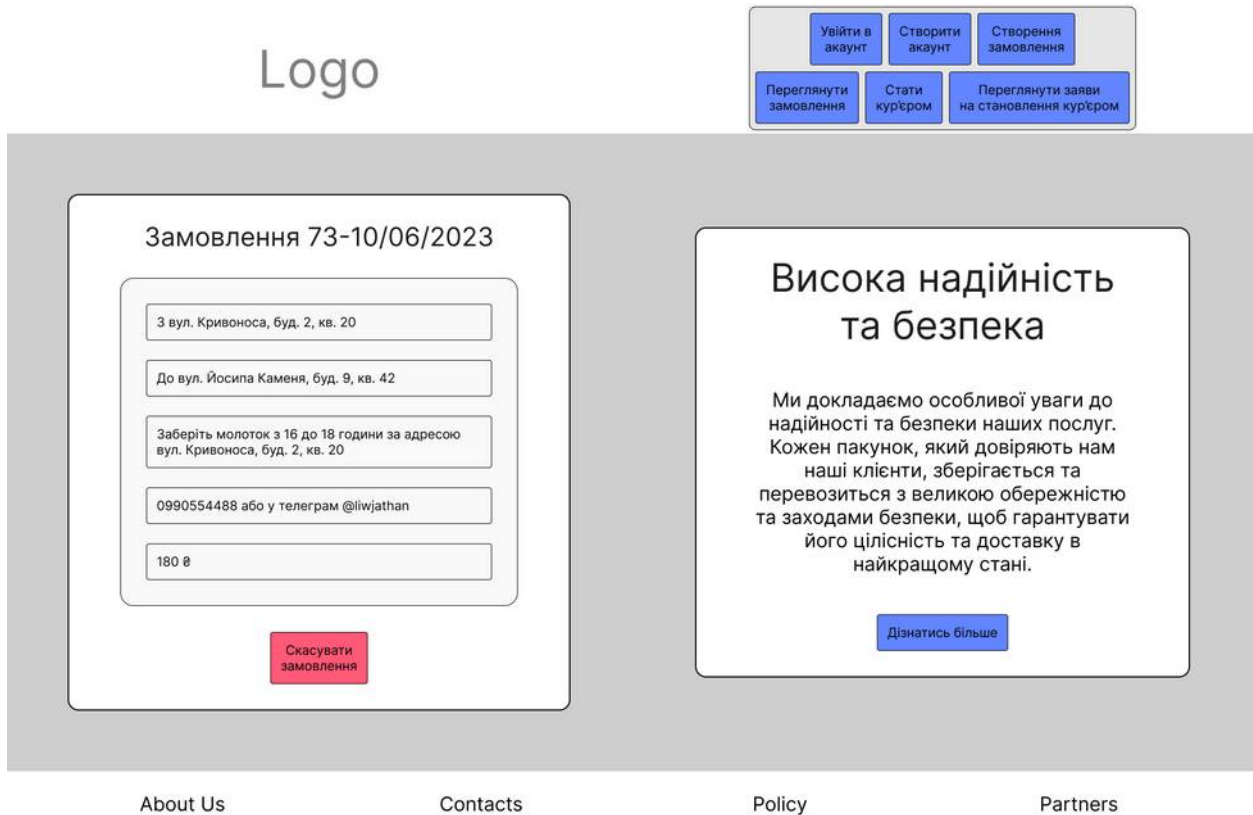 Logo
Увійти в
акаунт
Створити
акаунт
Створення
замовлення
Переглянути
замовлення
Стати
кур'єром
Переглянути заяви
на становлення кур'єром
Замовлення 73-10/06/2023
З вул. Кривоноса, буд. 2, кв. 20
До вул. Йосипа Каменя, буд. 9, кв. 42
Заберіть молоток з 16 до 18 години за адресою
вул. Кривоноса, буд. 2, кв. 20
0990554488 або у телеграм @liwjathan
180 ₴
Скасувати
замовлення
Висока надійність
та безпека
Ми докладаємо особливої уваги до
надійності та безпеки наших послуг.
Кожен пакунок, який довіряють нам
наші клієнти, зберігається та
перевозиться з великою обережністю
та заходами безпеки, щоб гарантувати
його цілісність та доставку в
найкращому стані.
Дізнатись більше
About Us
Contacts
Policy
Partners